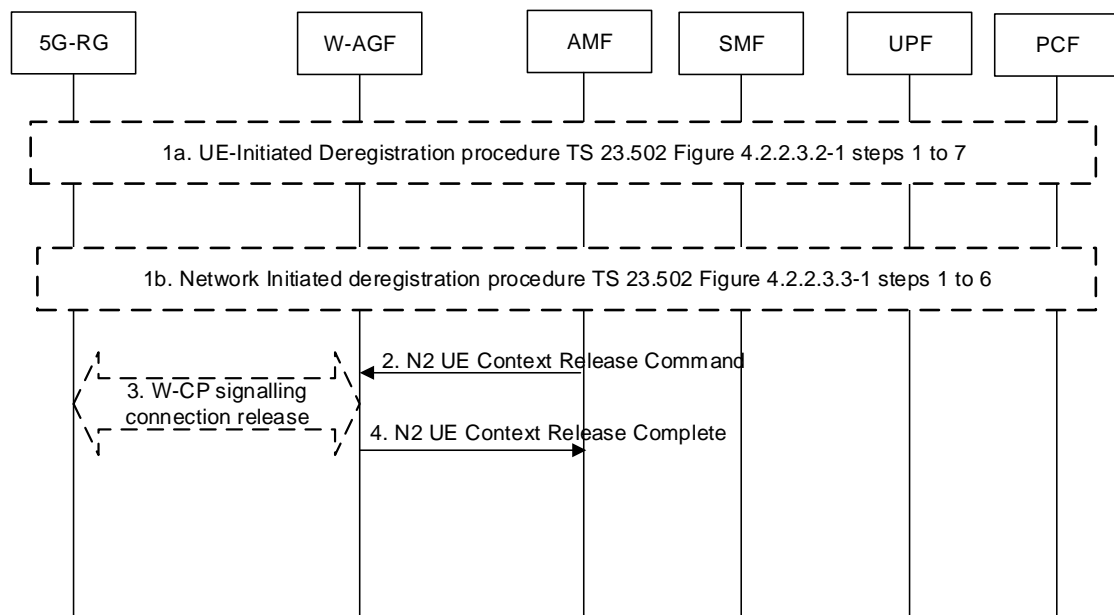 5G-RG
W-AGF
AMF
SMF
UPF
PCF
1a. UE-Initiated Deregistration procedure TS 23.502 Figure 4.2.2.3.2-1 steps 1 to 7
1b. Network Initiated deregistration procedure TS 23.502 Figure 4.2.2.3.3-1 steps 1 to 6
2. N2 UE Context Release Command
3. W-CP signalling
connection release
4. N2 UE Context Release Complete